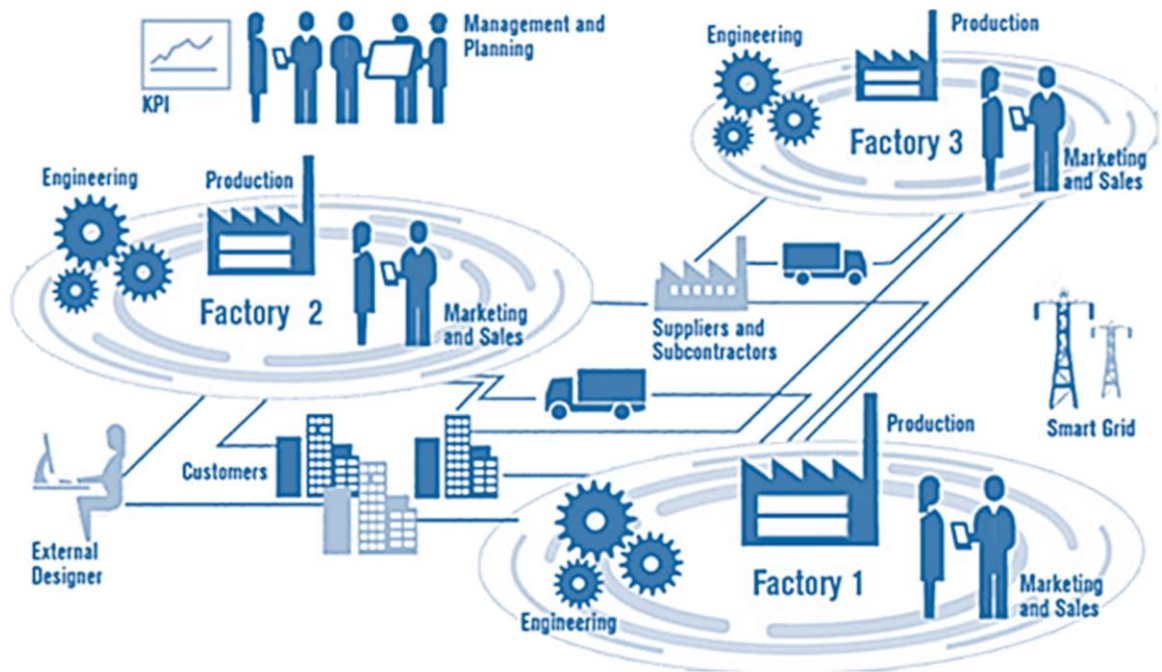 Management and
Planning
KPI
Engineering
Production
Factory 3
Marketing
and Sales
Engineering
Production
Factory 2
Marketing
and Sales
Suppliers and
Subcontractors
Smart Grid
Customers
External
Designer
Production
Factory 1
Engineering
Marketing
and Sales